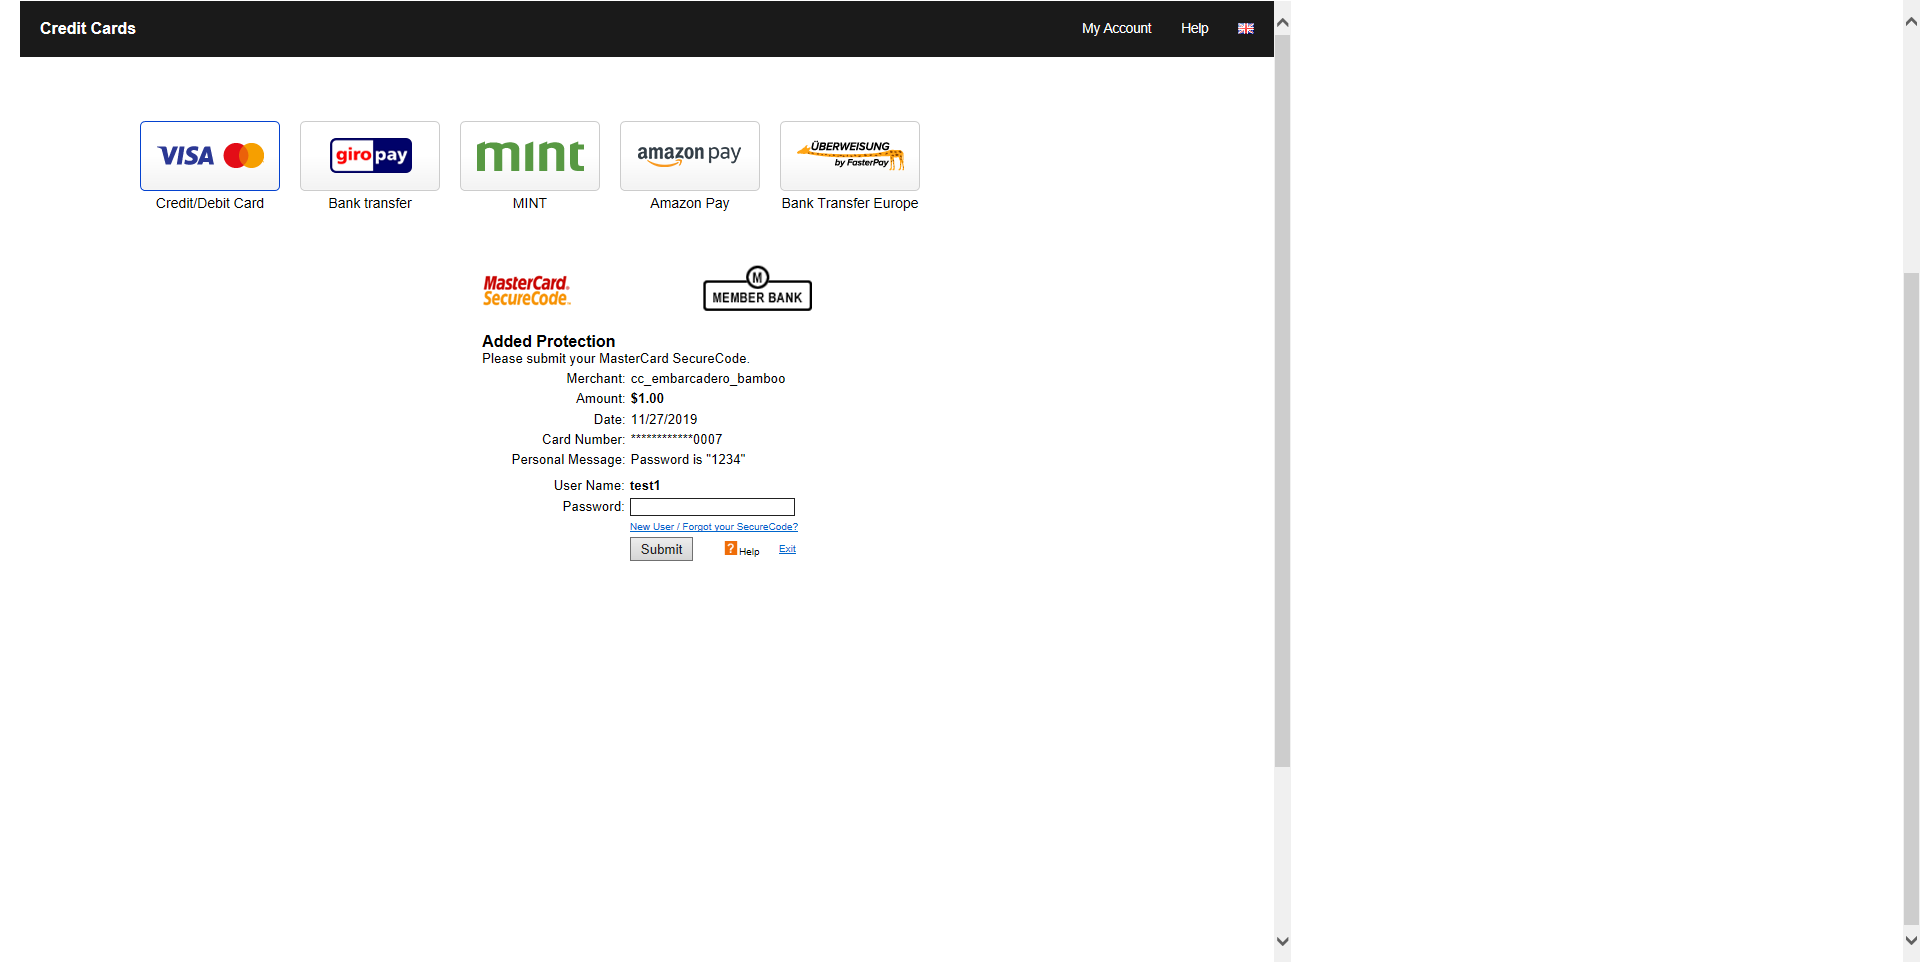 Credit Cards
My Account Help
VISA
giropay
mint
amazon pay
ÜBERWEISUNG
by FasterPay
Credit/Debit Card
Bank transfer
MINT
Amazon Pay
Bank Transfer Europe
MasterCard.
SecureCode.
M
MEMBER BANK
Added Protection
Please submit your MasterCard SecureCode.
Merchant: cc_embarcadero_bamboo
Amount: $1.00
Date: 11/27/2019
Card Number: ************0007
Personal Message: Password is "1234"
User Name: test1
Password:
New User / Forgot your SecureCode?
Submit ? Help Exit